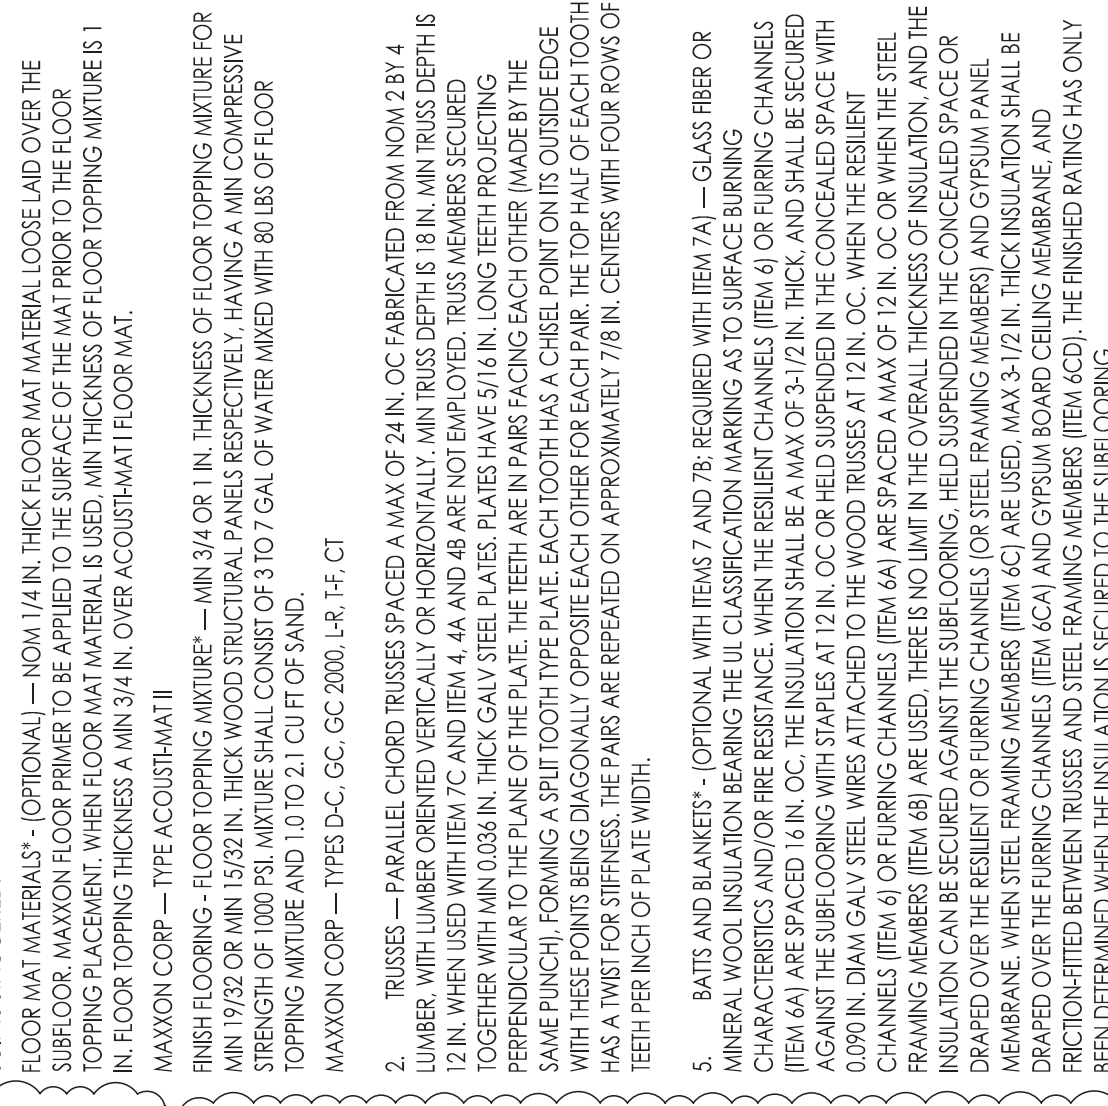 FLOOR MAT MATERIALS* - (OPTIONAL) — NOM 1/4 IN. THICK FLOOR MAT MATERIAL LOOSE LAID OVER THE
SUBFLOOR. MAXXON FLOOR PRIMER TO BE APPLIED TO THE SURFACE OF THE MAT PRIOR TO THE FLOOR
TOPPING PLACEMENT. WHEN FLOOR MAT MATERIAL IS USED, MIN THICKNESS OF FLOOR TOPPING MIXTURE IS 1
IN. FLOOR TOPPING THICKNESS A MIN 3/4 IN. OVER ACOUSTI-MAT I FLOOR MAT.
MAXXON CORP — TYPE ACOUSTI-MAT II
FINISH FLOORING - FLOOR TOPPING MIXTURE* — MIN 3/4 OR 1 IN. THICKNESS OF FLOOR TOPPING MIXTURE FOR
MIN 19/32 OR MIN 15/32 IN. THICK WOOD STRUCTURAL PANELS RESPECTIVELY, HAVING A MIN COMPRESSIVE
STRENGTH OF 1000 PSI. MIXTURE SHALL CONSIST OF 3 TO 7 GAL OF WATER MIXED WITH 80 LBS OF FLOOR
TOPPING MIXTURE AND 1.0 TO 2.1 CU FT OF SAND.
MAXXON CORP — TYPES D-C, GC, GC 2000, L-R, T-F, CT
2. TRUSSES — PARALLEL CHORD TRUSSES SPACED A MAX OF 24 IN. OC FABRICATED FROM NOM 2 BY 4
LUMBER, WITH LUMBER ORIENTED VERTICALLY OR HORIZONTALLY. MIN TRUSS DEPTH IS 18 IN. MIN TRUSS DEPTH IS
12 IN. WHEN USED WITH ITEM 7C AND ITEM 4, 4A AND 4B ARE NOT EMPLOYED. TRUSS MEMBERS SECURED
TOGETHER WITH MIN 0.036 IN. THICK GALV STEEL PLATES. PLATES HAVE 5/16 IN. LONG TEETH PROJECTING
PERPENDICULAR TO THE PLANE OF THE PLATE. THE TEETH ARE IN PAIRS FACING EACH OTHER (MADE BY THE
SAME PUNCH), FORMING A SPLIT TOOTH TYPE PLATE. EACH TOOTH HAS A CHISEL POINT ON ITS OUTSIDE EDGE
WITH THESE POINTS BEING DIAGONALLY OPPOSITE EACH OTHER FOR EACH PAIR. THE TOP HALF OF EACH TOOTH
HAS A TWIST FOR STIFFNESS. THE PAIRS ARE REPEATED ON APPROXIMATELY 7/8 IN. CENTERS WITH FOUR ROWS OF
TEETH PER INCH OF PLATE WIDTH.
5. BATTS AND BLANKETS* - (OPTIONAL WITH ITEMS 7 AND 7B; REQUIRED WITH ITEM 7A) — GLASS FIBER OR
MINERAL WOOL INSULATION BEARING THE UL CLASSIFICATION MARKING AS TO SURFACE BURNING
CHARACTERISTICS AND/OR FIRE RESISTANCE. WHEN THE RESILIENT CHANNELS (ITEM 6) OR FURRING CHANNELS
(ITEM 6A) ARE SPACED 16 IN. OC, THE INSULATION SHALL BE A MAX OF 3-1/2 IN. THICK, AND SHALL BE SECURED
AGAINST THE SUBFLOORING WITH STAPLES AT 12 IN. OC OR HELD SUSPENDED IN THE CONCEALED SPACE WITH
0.090 IN. DIAM GALV STEEL WIRES ATTACHED TO THE WOOD TRUSSES AT 12 IN. OC. WHEN THE RESILIENT
CHANNELS (ITEM 6) OR FURRING CHANNELS (ITEM 6A) ARE SPACED A MAX OF 12 IN. OC OR WHEN THE STEEL
FRAMING MEMBERS (ITEM 6B) ARE USED, THERE IS NO LIMIT IN THE OVERALL THICKNESS OF INSULATION, AND THE
INSULATION CAN BE SECURED AGAINST THE SUBFLOORING, HELD SUSPENDED IN THE CONCEALED SPACE OR
DRAPED OVER THE RESILIENT OR FURRING CHANNELS (OR STEEL FRAMING MEMBERS) AND GYPSUM PANEL
MEMBRANE. WHEN STEEL FRAMING MEMBERS (ITEM 6C) ARE USED, MAX 3-1/2 IN. THICK INSULATION SHALL BE
DRAPED OVER THE FURRING CHANNELS (ITEM 6CA) AND GYPSUM BOARD CEILING MEMBRANE, AND
FRICTION-FITTED BETWEEN TRUSSES AND STEEL FRAMING MEMBERS (ITEM 6CD). THE FINISHED RATING HAS ONLY
BEEN DETERMINED WHEN THE INSULATION IS SECURED TO THE SUBFLOORING